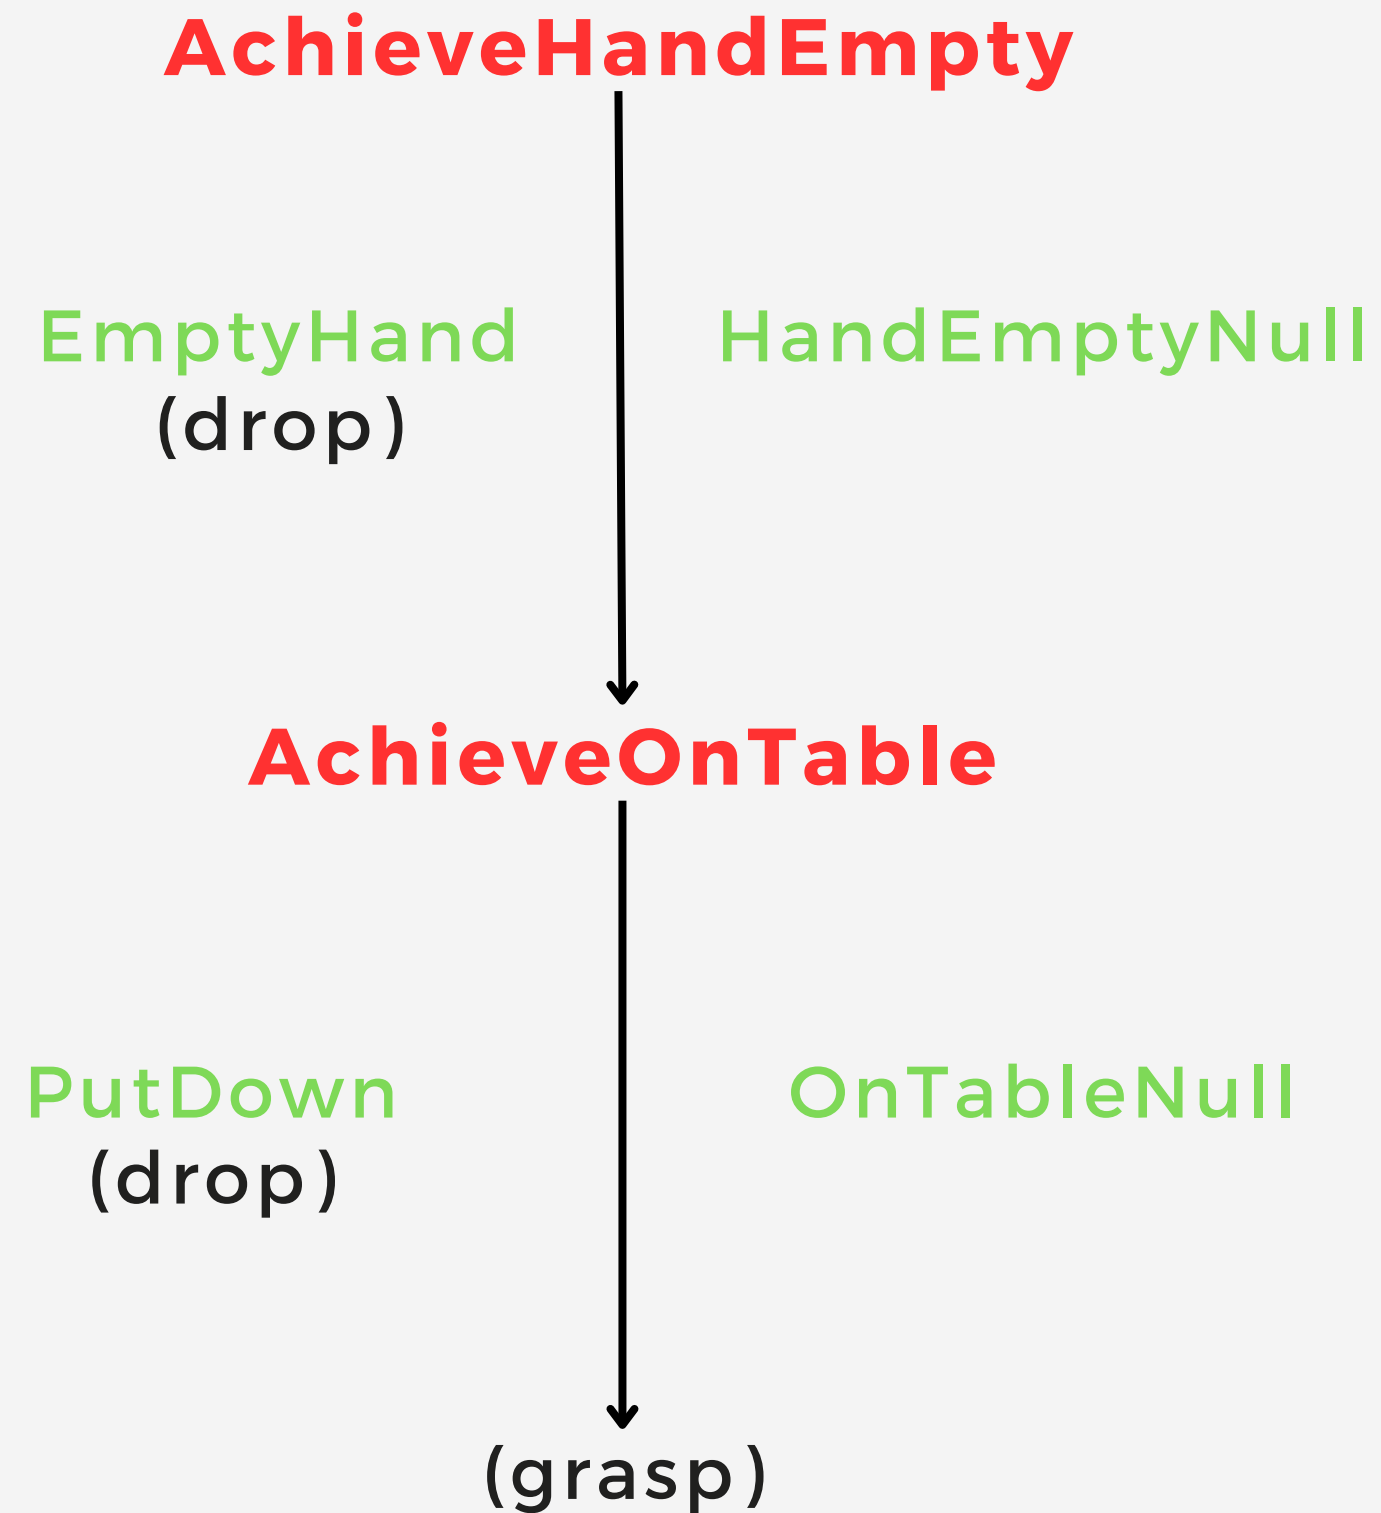 AchieveHandEmpty
EmptyHand
(drop)
HandEmptyNull
AchieveOnTable
PutDown
(drop)
OnTableNull
(grasp)